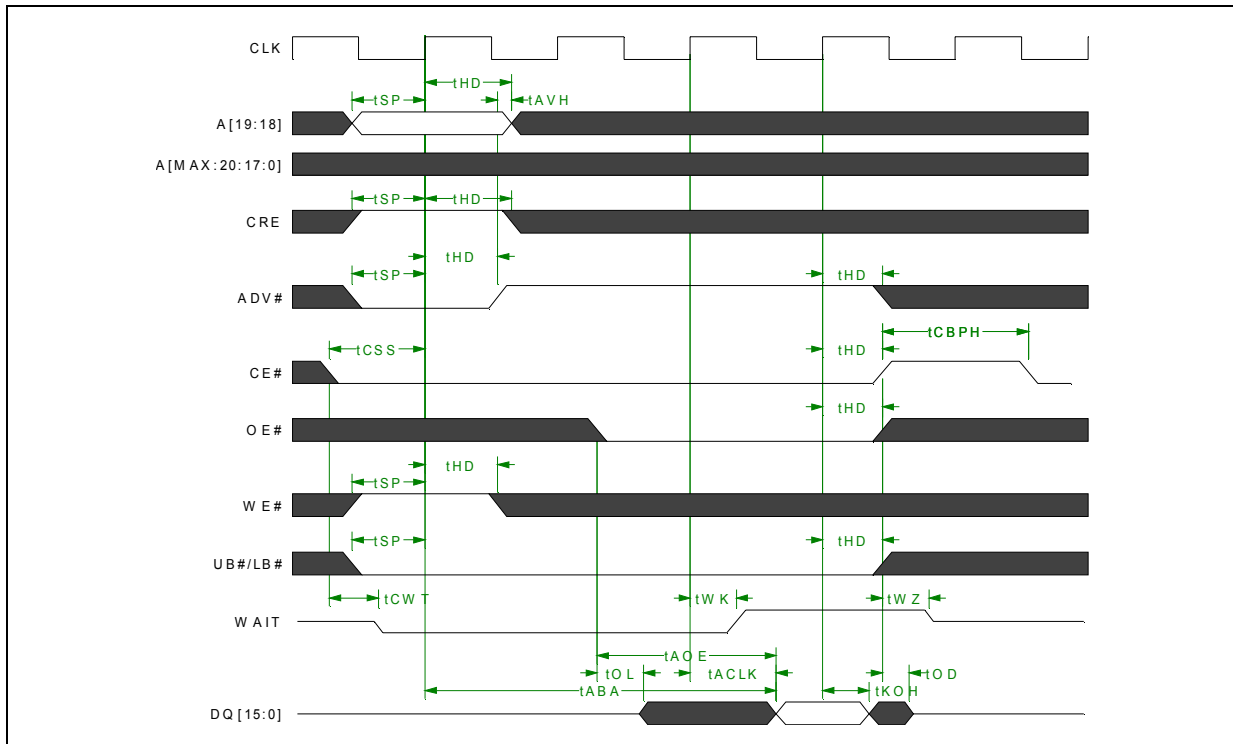 CLK
tHD
tSP
tAVH
A[19:18]
A[MAX:20:17:0]
tSP
tHD
CRE
tHD
tSP
tHD
ADV#
tCBPH
tCSS
tHD
CE#
tHD
OE#
tHD
tSP
WE#
tSP
tHD
UB#/LB#
tCWT
tWK
tWZ
WAIT
tAOE
tOL
tACLK
tOD
tABA
tKOH
DQ[15:0]